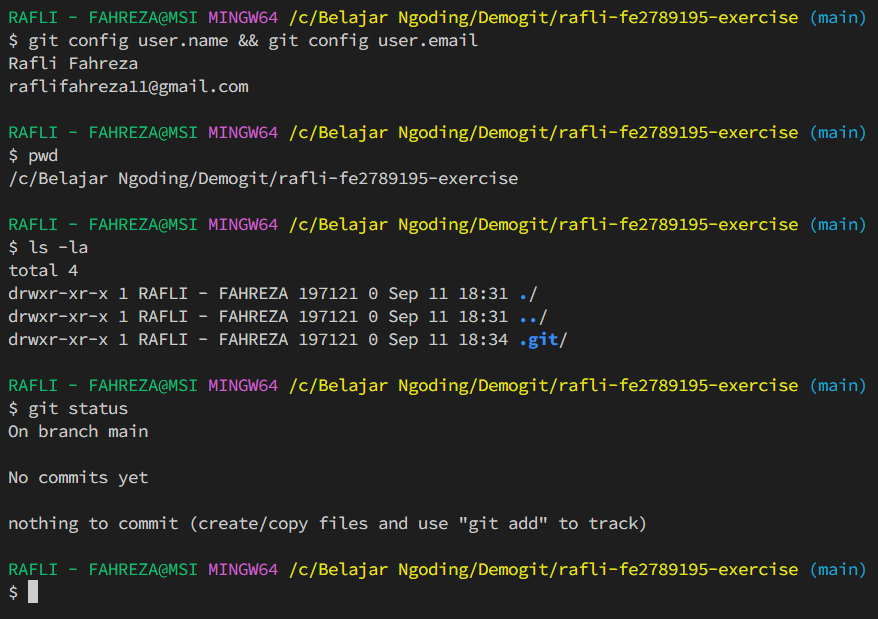 RAFLI - FAHREZA@MSI MINGW64 /c/Belajar Ngoding/Demogit/rafli-fe2789195-exercise (main)
$ git config user.name && git config user.email
Rafli Fahreza
raflifahreza11@gmail.com
RAFLI - FAHREZA@MSI MINGW64 /c/Belajar Ngoding/Demogit/rafli-fe2789195-exercise (main)
$ pwd
/c/Belajar Ngoding/Demogit/rafli-fe2789195-exercise
RAFLI - FAHREZA@MSI MINGW64 /c/Belajar Ngoding/Demogit/rafli-fe2789195-exercise (main)
$ ls -la
total 4
drwxr-xr-x 1 RAFLI - FAHREZA 197121 0 Sep 11 18:31 ./
drwxr-xr-x 1 RAFLI - FAHREZA 197121 0 Sep 11 18:31 ../
drwxr-xr-x 1 RAFLI - FAHREZA 197121 0 Sep 11 18:34 .git/
RAFLI - FAHREZA@MSI MINGW64 /c/Belajar Ngoding/Demogit/rafli-fe2789195-exercise (main)
$ git status
On branch main
No commits yet
nothing to commit (create/copy files and use "git add" to track)
RAFLI - FAHREZA@MSI MINGW64 /c/Belajar Ngoding/Demogit/rafli-fe2789195-exercise (main)
$